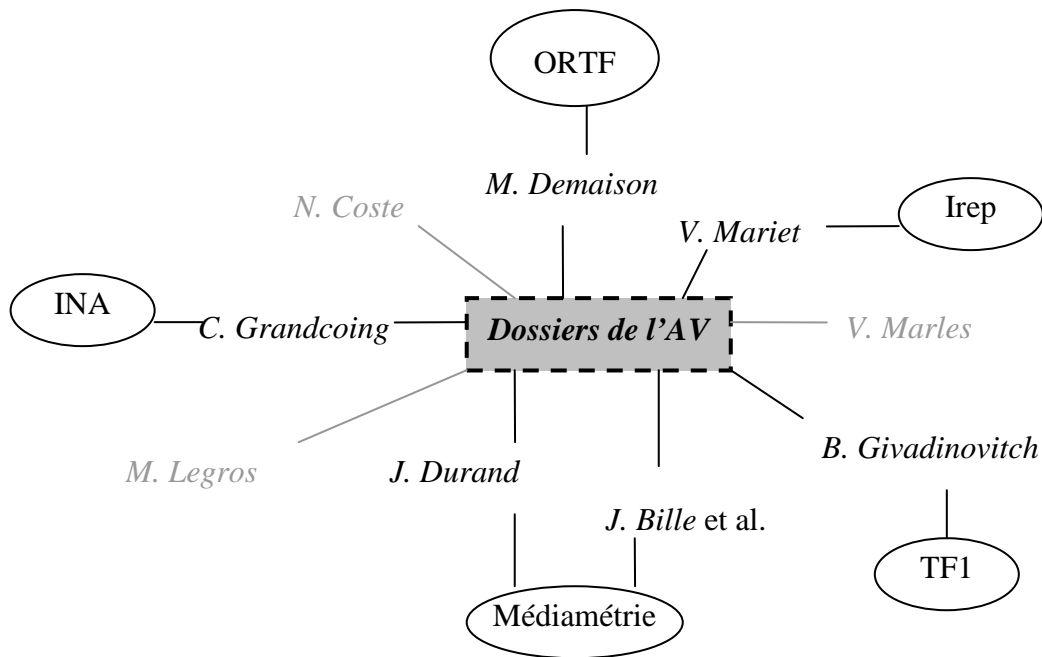 ORTF
M. Demaison
N. Coste
Irep
V. Mariet
INA
C. Grandcoing
Dossiers de l’AV
V. Marles
B. Givadinovitch
M. Legros
J. Durand
J. Bille et al.
TF1
Médiamétrie